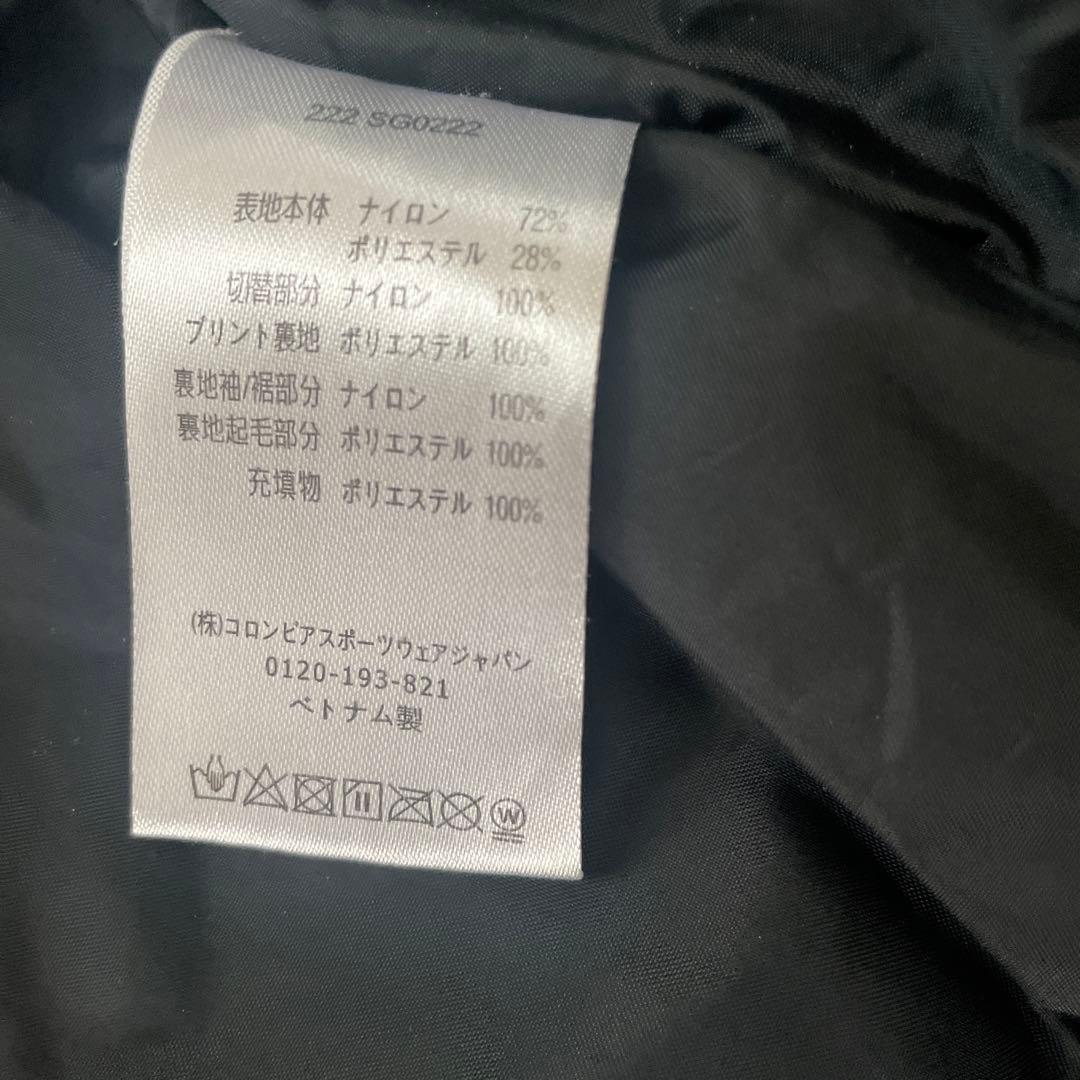 222 SG0222
表地本体 ナイロン 72%
ポリエステル 28%
切替部分 ナイロン 100%
プリント裏地 ポリエステル 100%
裏地袖/裾部分 ナイロン 100%
裏地起毛部分 ポリエステル 100%
充填物 ポリエステル 100%
(株)コロンビアスポーツウェアジャパン
0120-193-821
ベトナム製
W